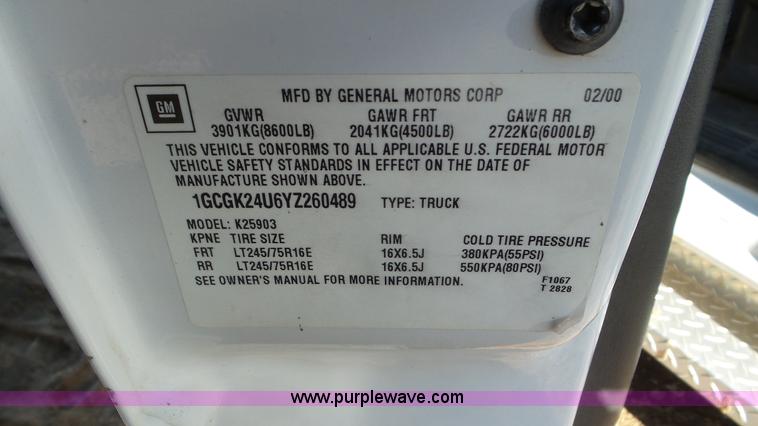 GM
MFD BY GENERAL MOTORS CORP 02/00
GVWR GAWR FRT GAWR RR
3901KG(8600LB) 2041KG(4500LB) 2722KG(6000LB)
THIS VEHICLE CONFORMS TO ALL APPLICABLE U.S. FEDERAL MOTOR
VEHICLE SAFETY STANDARDS IN EFFECT ON THE DATE OF
MANUFACTURE SHOWN ABOVE.
1GCGK24U6YZ260489 TYPE: TRUCK
MODEL: K25903
KPNE TIRE SIZE RIM COLD TIRE PRESSURE
FRT LT245/75R16E 16X6.5J 380KPA(55PSI)
RR LT245/75R16E 16X6.5J 550KPA(80PSI)
SEE OWNER'S MANUAL FOR MORE INFORMATION.
F1067
T 2828
www.purplewave.com